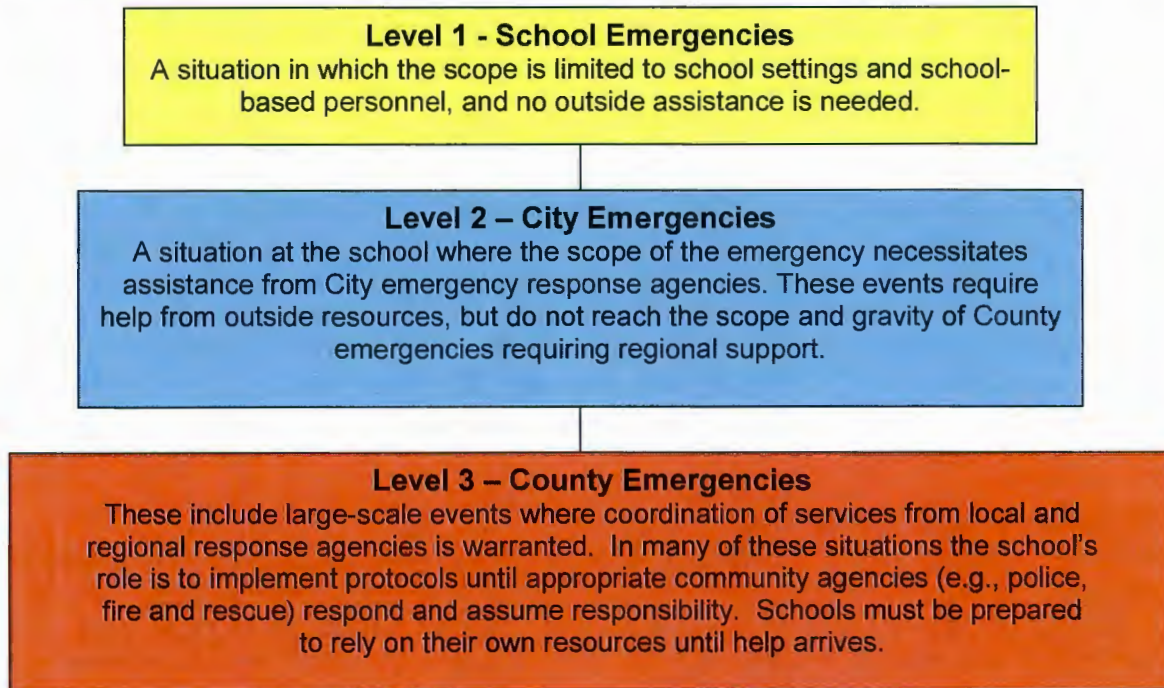 Level 1 - School Emergencies
A situation in which the scope is limited to school settings and school-
based personnel, and no outside assistance is needed.
Level 2 – City Emergencies
A situation at the school where the scope of the emergency necessitates
assistance from City emergency response agencies. These events require
help from outside resources, but do not reach the scope and gravity of County
emergencies requiring regional support.
Level 3 – County Emergencies
These include large-scale events where coordination of services from local and
regional response agencies is warranted. In many of these situations the school's
role is to implement protocols until appropriate community agencies (e.g., police,
fire and rescue) respond and assume responsibility. Schools must be prepared
to rely on their own resources until help arrives.